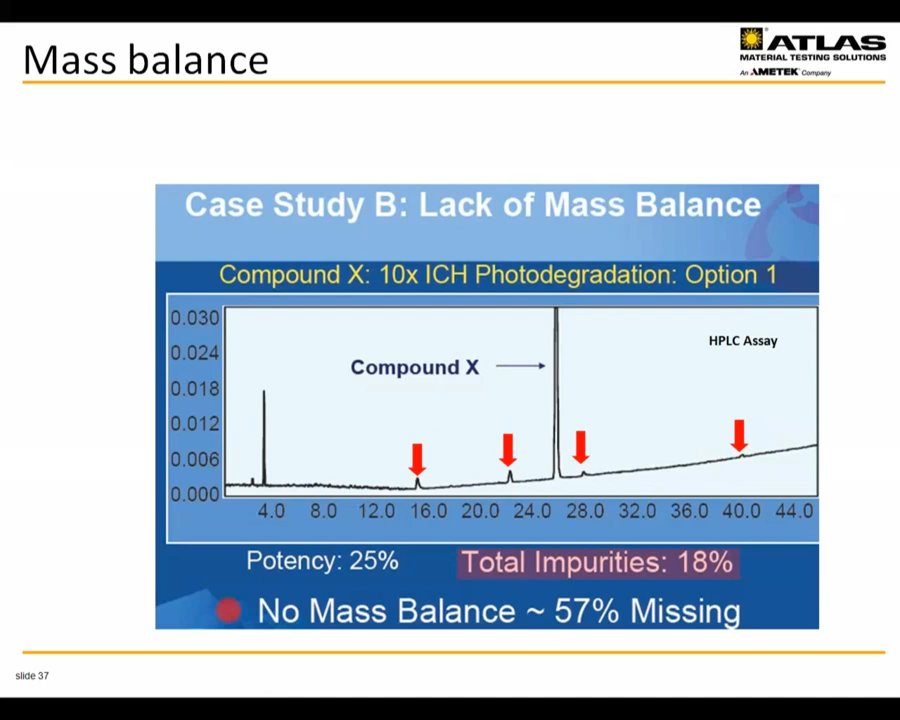 Mass balance
ATLAS
MATERIAL TESTING SOLUTIONS
An AMETEK Company
Case Study B: Lack of Mass Balance
Compound X: 10x ICH Photodegradation: Option 1
0.030
0.024
0.018
0.012
0.006
0.000
HPLC Assay
Compound X
4.0 8.0 12.0 16.0 20.0 24.0 28.0 32.0 36.0 40.0 44.0
Potency: 25% Total Impurities: 18%
No Mass Balance ~ 57% Missing
slide 37